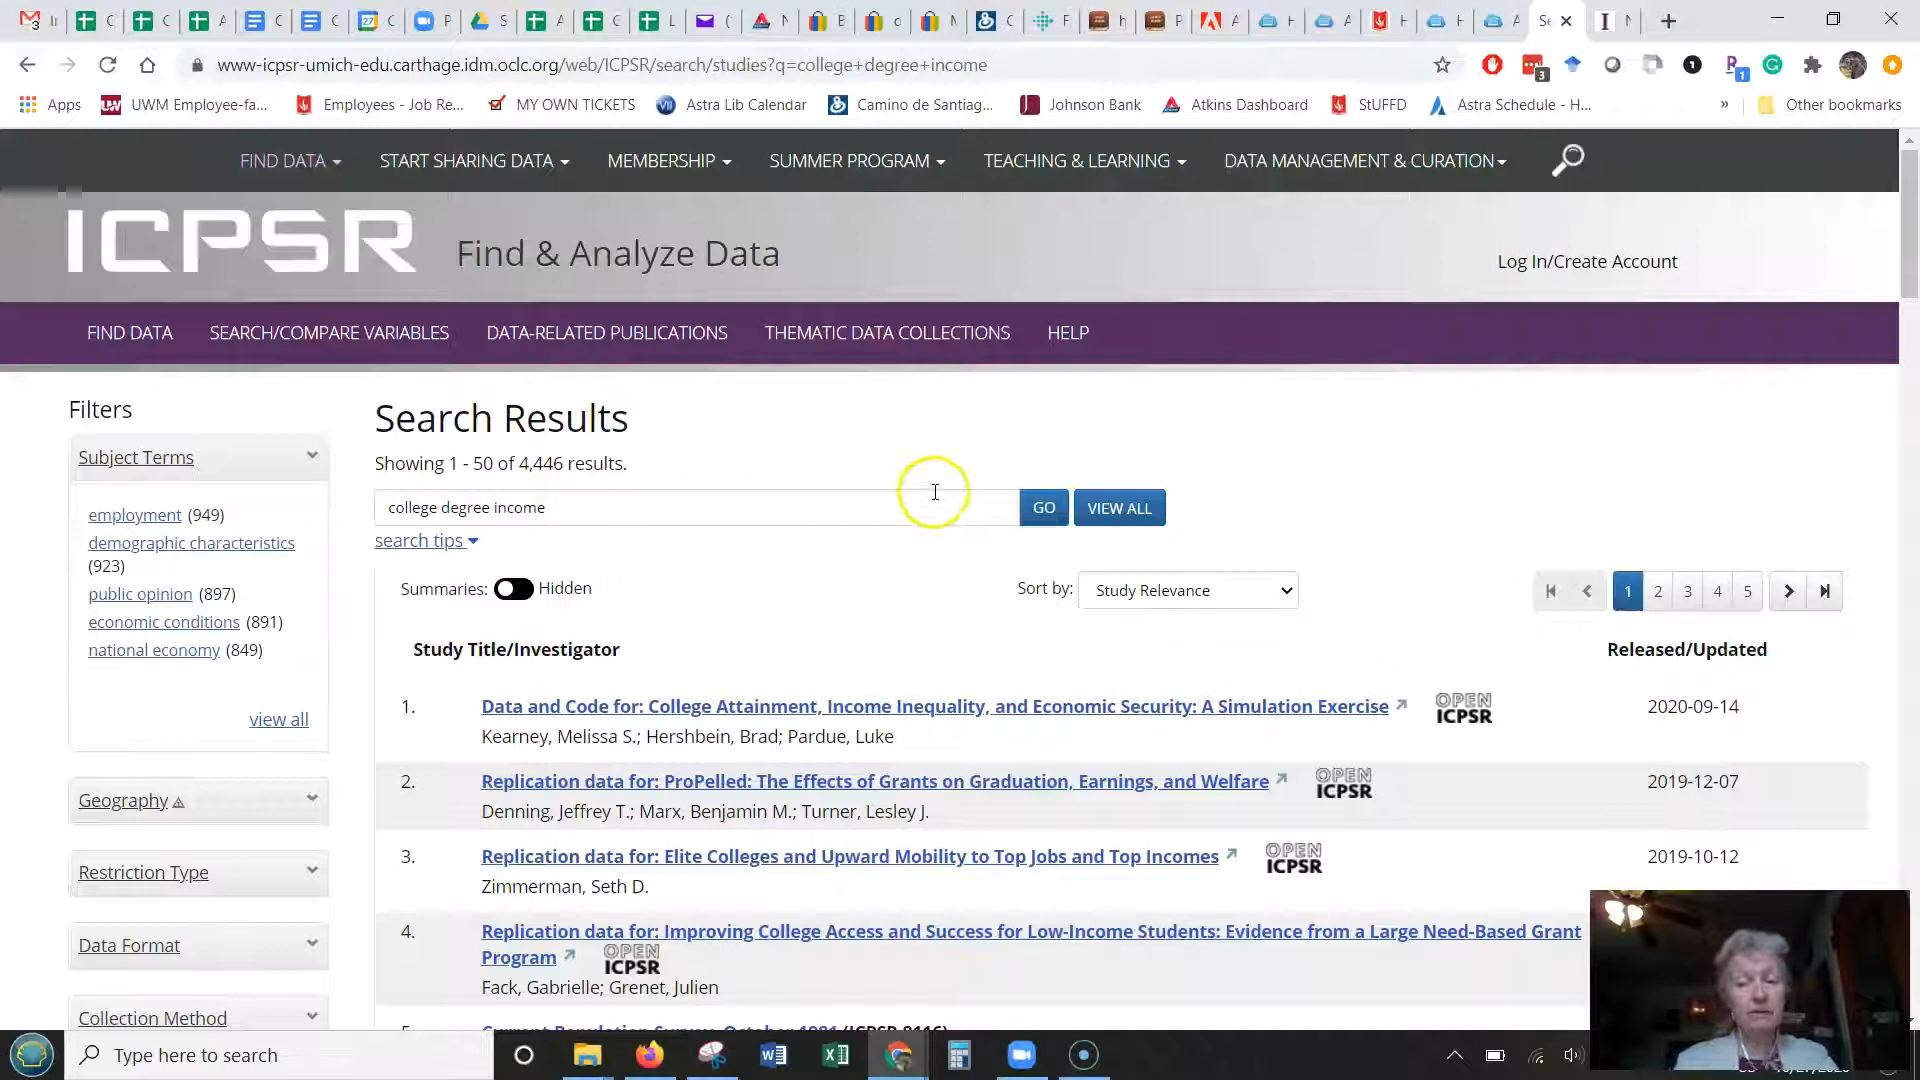 www-icpsr-umich-edu.carthage.idm.oclc.org/web/ICPSR/search/studies?q=college+degree+income
Apps UWM Employee-fa... Employees - Job Re... MY OWN TICKETS Astra Lib Calendar Camino de Santiag... Johnson Bank Atkins Dashboard StUFFD Astra Schedule - H... » Other bookmarks
FIND DATA START SHARING DATA MEMBERSHIP SUMMER PROGRAM TEACHING & LEARNING DATA MANAGEMENT & CURATION
ICPSR Find & Analyze Data
Log In/Create Account
FIND DATA SEARCH/COMPARE VARIABLES DATA-RELATED PUBLICATIONS THEMATIC DATA COLLECTIONS HELP
Filters
Subject Terms
employment (949)
demographic characteristics
(923)
public opinion (897)
economic conditions (891)
national economy (849)
view all
Geography
Restriction Type
Data Format
Collection Method
Search Results
Showing 1 - 50 of 4,446 results.
college degree income GO VIEW ALL
search tips
Summaries: Hidden Sort by: Study Relevance 1 2 3 4 5
Study Title/Investigator Released/Updated
1. Data and Code for: College Attainment, Income Inequality, and Economic Security: A Simulation Exercise OPEN ICPSR 2020-09-14
Kearney, Melissa S.; Hershbein, Brad; Pardue, Luke
2. Replication data for: ProPelled: The Effects of Grants on Graduation, Earnings, and Welfare OPEN ICPSR 2019-12-07
Denning, Jeffrey T.; Marx, Benjamin M.; Turner, Lesley J.
3. Replication data for: Elite Colleges and Upward Mobility to Top Jobs and Top Incomes OPEN ICPSR 2019-10-12
Zimmerman, Seth D.
4. Replication data for: Improving College Access and Success for Low-Income Students: Evidence from a Large Need-Based Grant
Program OPEN ICPSR
Fack, Gabrielle; Grenet, Julien
Type here to search